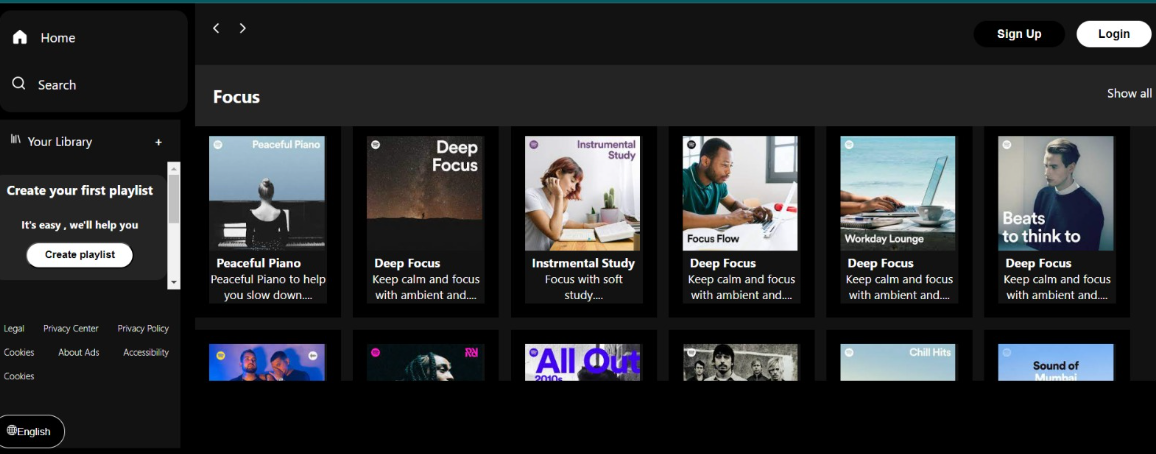 Home
Search
Your Library
+
Create your first playlist
It's easy , we'll help you
Create playlist
Legal Privacy Center Privacy Policy
Cookies About Ads Accessibility
Cookies
English
Sign Up Login
Focus
Show all
Peaceful Piano
Peaceful Piano
Peaceful Piano to help
you slow down....
Deep
Focus
Deep Focus
Keep calm and focus
with ambient and....
Instrumental
Study
Instrmental Study
Focus with soft
study....
Focus Flow
Deep Focus
Keep calm and focus
with ambient and....
Workday Lounge
Deep Focus
Keep calm and focus
with ambient and....
Beats
to think to
Deep Focus
Keep calm and focus
with ambient and....
All Out
2010s
Chill Hits
Sound of
Mumbai